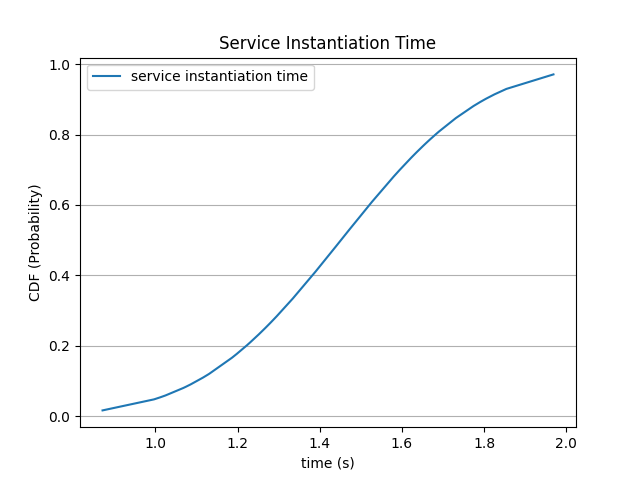 Service Instantiation Time
service instantiation time
CDF (Probability)
1.0
0.8
0.6
0.4
0.2
0.0
1.0 1.2 1.4 1.6 1.8 2.0
time (s)